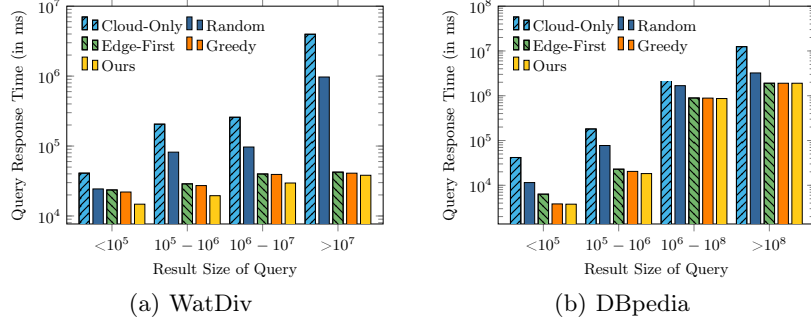 Query Response Time (in ms)
10^7
10^6
10^5
10^4
Cloud-Only Random
Edge-First Greedy
Ours
<10^5 10^5 − 10^6 10^6 − 10^7 >10^7
Result Size of Query
(a) WatDiv
Query Response Time (in ms)
10^8
10^7
10^6
10^5
10^4
Cloud-Only Random
Edge-First Greedy
Ours
<10^5 10^5 − 10^6 10^6 − 10^8 >10^8
Result Size of Query
(b) DBpedia